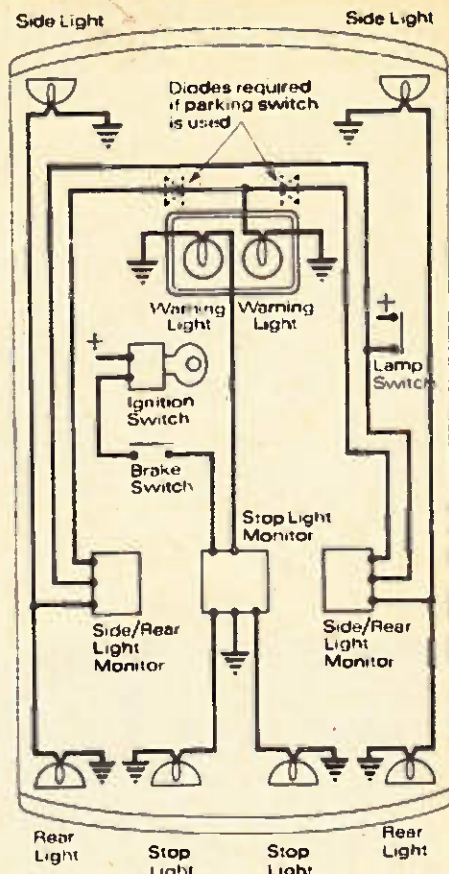 Side Light
Side Light
Diodes required
if parking switch
is used
Warning
Light
Warning
Light
+
Lamp
Switch
+
Ignition
Switch
Brake
Switch
Stop Light
Monitor
Side/Rear
Light
Monitor
Side/Rear
Light
Monitor
Rear
Light
Stop
Light
Stop
Light
Rear
Light